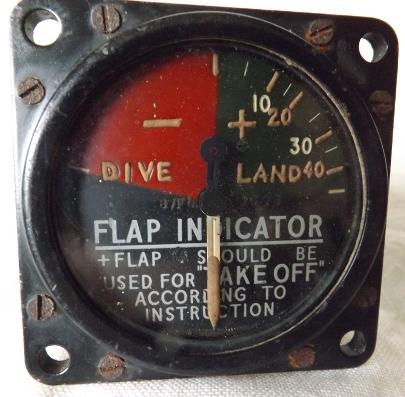 10 20
30
− +
DIVE LAND 40
FLAP INDICATOR
+FLAP SHOULD BE
USED FOR "TAKE OFF"
ACCORDING TO
INSTRUCTION